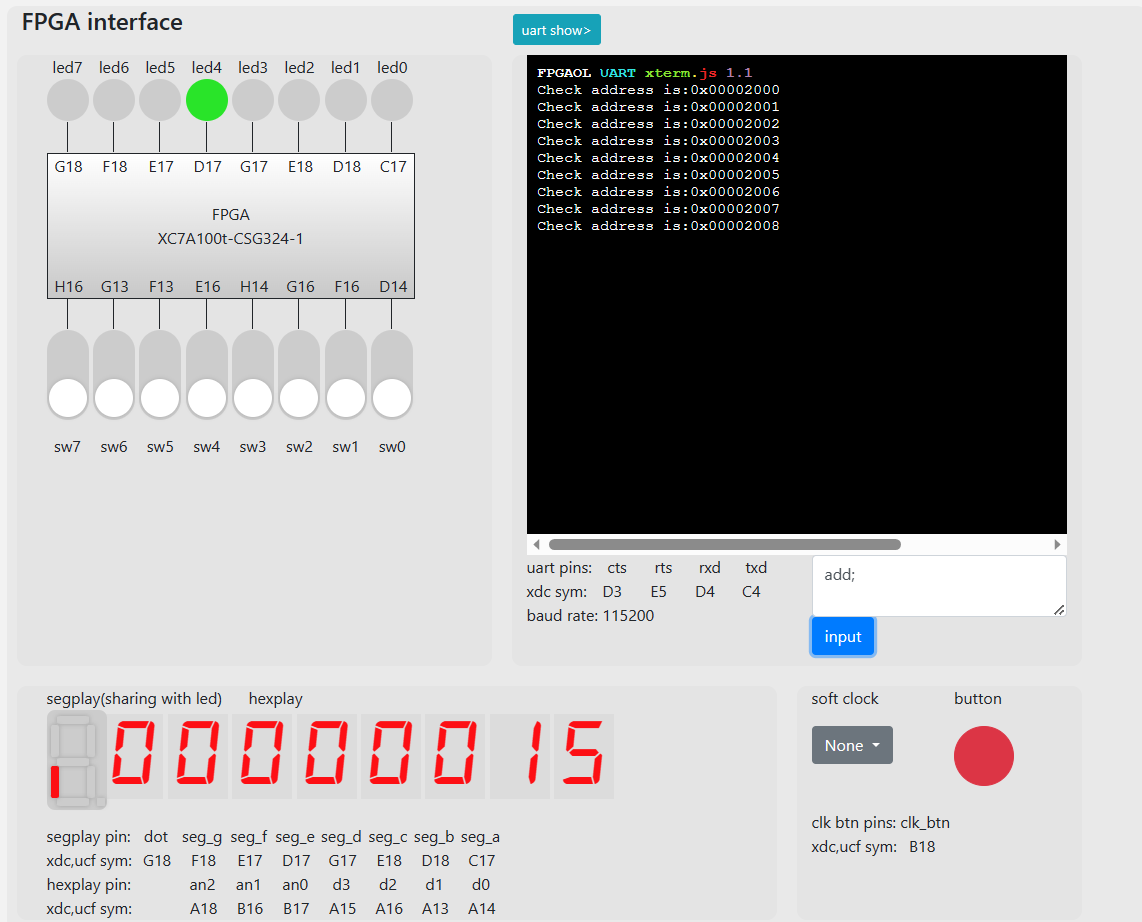 FPGA interface
uart show>
led7 led6 led5 led4 led3 led2 led1 led0
G18 F18 E17 D17 G17 E18 D18 C17
FPGA
XC7A100t-CSG324-1
H16 G13 F13 E16 H14 G16 F16 D14
sw7 sw6 sw5 sw4 sw3 sw2 sw1 sw0
FPGAOL UART xterm.js 1.1
Check address is:0x00002000
Check address is:0x00002001
Check address is:0x00002002
Check address is:0x00002003
Check address is:0x00002004
Check address is:0x00002005
Check address is:0x00002006
Check address is:0x00002007
Check address is:0x00002008
uart pins: cts rts rxd txd
xdc sym: D3 E5 D4 C4
baud rate: 115200
add;
input
segplay(sharing with led) hexplay
00000015
segplay pin: dot seg_g seg_f seg_e seg_d seg_c seg_b seg_a
xdc,ucf sym: G18 F18 E17 D17 G17 E18 D18 C17
hexplay pin: an2 an1 an0 d3 d2 d1 d0
xdc,ucf sym: A18 B16 B17 A15 A16 A13 A14
soft clock button
None
clk btn pins: clk_btn
xdc,ucf sym: B18